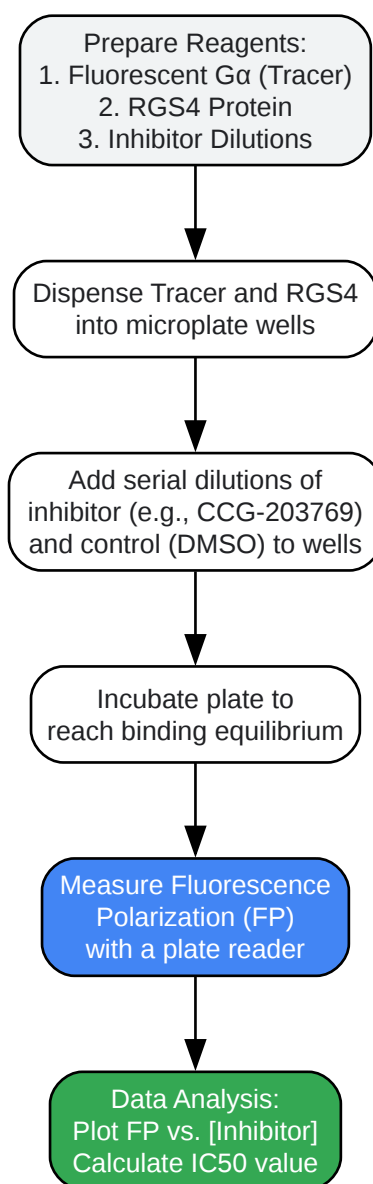 Prepare Reagents:
1. Fluorescent Gα (Tracer)
2. RGS4 Protein
3. Inhibitor Dilutions
Dispense Tracer and RGS4
into microplate wells
Add serial dilutions of
inhibitor (e.g., CCG-203769)
and control (DMSO) to wells
Incubate plate to
reach binding equilibrium
Measure Fluorescence
Polarization (FP)
with a plate reader
Data Analysis:
Plot FP vs. [Inhibitor]
Calculate IC50 value